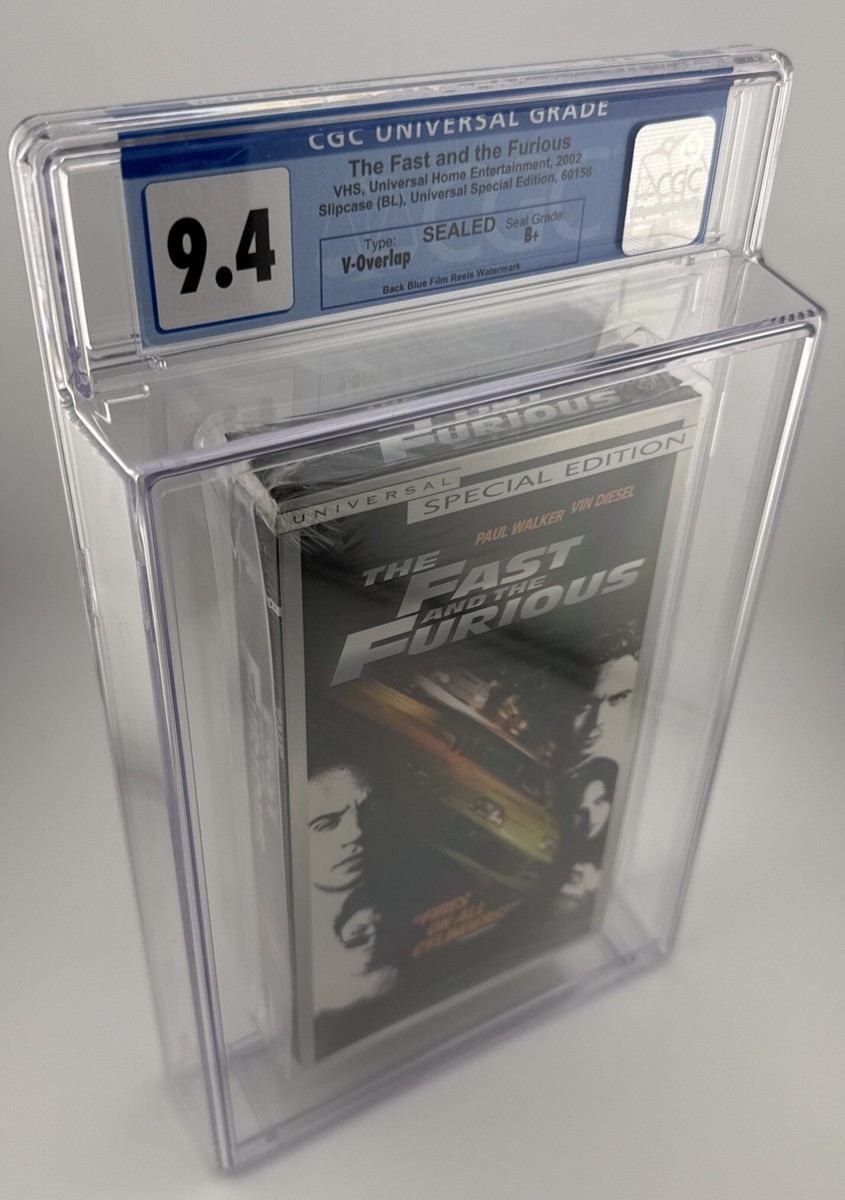 CGC UNIVERSAL GRADE
9.4
The Fast and the Furious
VHS, Universal Home Entertainment, 2002
Slipcase (BL), Universal Special Edition, 60156
Type: SEALED Seal Grade:
V-Overlap B+
Back Blue Film Reels Watermark
CGC
FURIOUS
UNIVERSAL
SPECIAL EDITION
PAUL WALKER VIN DIESEL
THE
FAST
AND THE
FURIOUS
"FIRES
ON ALL
CYLINDERS!"